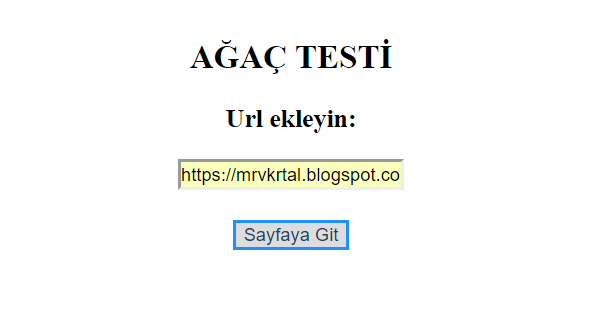 AĞAÇ TESTİ
Url ekleyin:
https://mrvkrtal.blogspot.co
Sayfaya Git